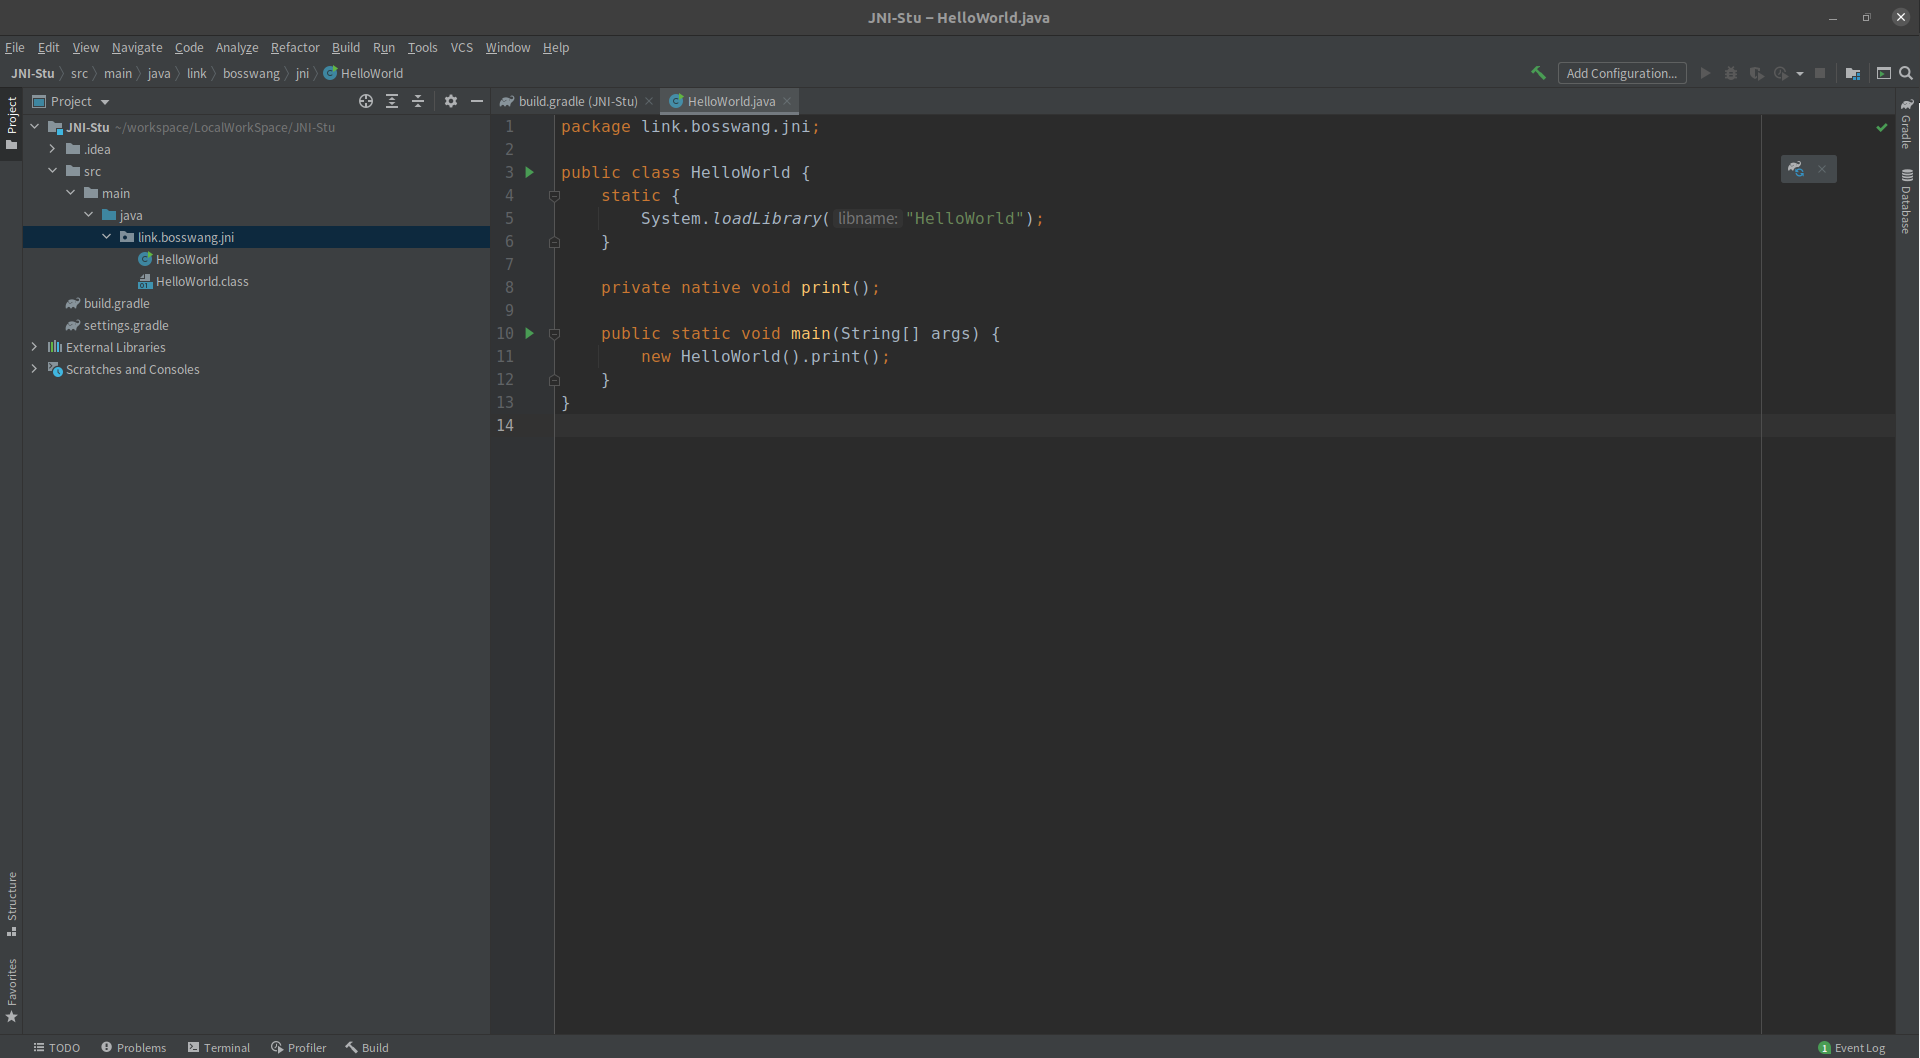 JNI-Stu – HelloWorld.java
File Edit View Navigate Code Analyze Refactor Build Run Tools VCS Window Help
JNI-Stu src main java link bosswang jni HelloWorld
Add Configuration...
Project
Project
build.gradle (JNI-Stu)
HelloWorld.java
JNI-Stu ~/workspace/LocalWorkSpace/JNI-Stu
.idea
src
main
java
link.bosswang.jni
HelloWorld
HelloWorld.class
build.gradle
settings.gradle
External Libraries
Scratches and Consoles
1 package link.bosswang.jni;
2
3 public class HelloWorld {
4 static {
5 System.loadLibrary( libname: "HelloWorld");
6 }
7
8 private native void print();
9
10 public static void main(String[] args) {
11 new HelloWorld().print();
12 }
13 }
14
Gradle
Database
Structure
Favorites
TODO Problems Terminal Profiler Build
1 Event Log